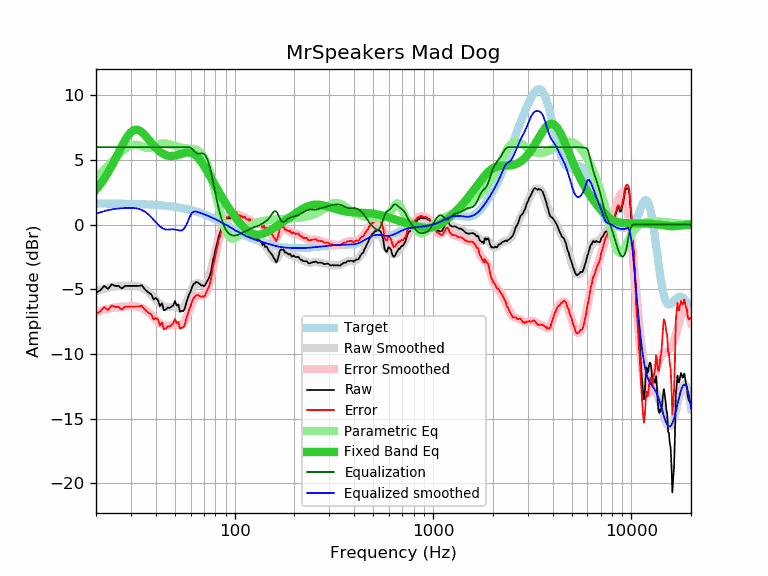 MrSpeakers Mad Dog
10
5
0
−5
−10
−15
−20
Amplitude (dBr)
Target
Raw Smoothed
Error Smoothed
Raw
Error
Parametric Eq
Fixed Band Eq
Equalization
Equalized smoothed
100
1000
10000
Frequency (Hz)